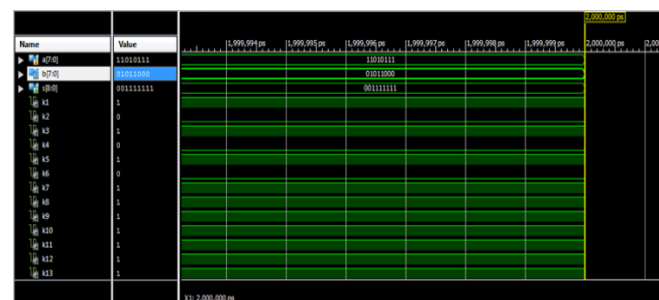 2,000,000 ps
Name Value 1,999,994 ps 1,999,995 ps 1,999,996 ps 1,999,997 ps 1,999,998 ps 1,999,999 ps 2,000,000 ps 2,00
a[7:0] 11010111 11010111
b[7:0] 01011000 01011000
s[8:0] 001111111 001111111
k1 1
k2 0
k3 1
k4 0
k5 1
k6 0
k7 1
k8 1
k9 1
k10 1
k11 1
k12 1
k13 1
X1: 2,000,000 ps